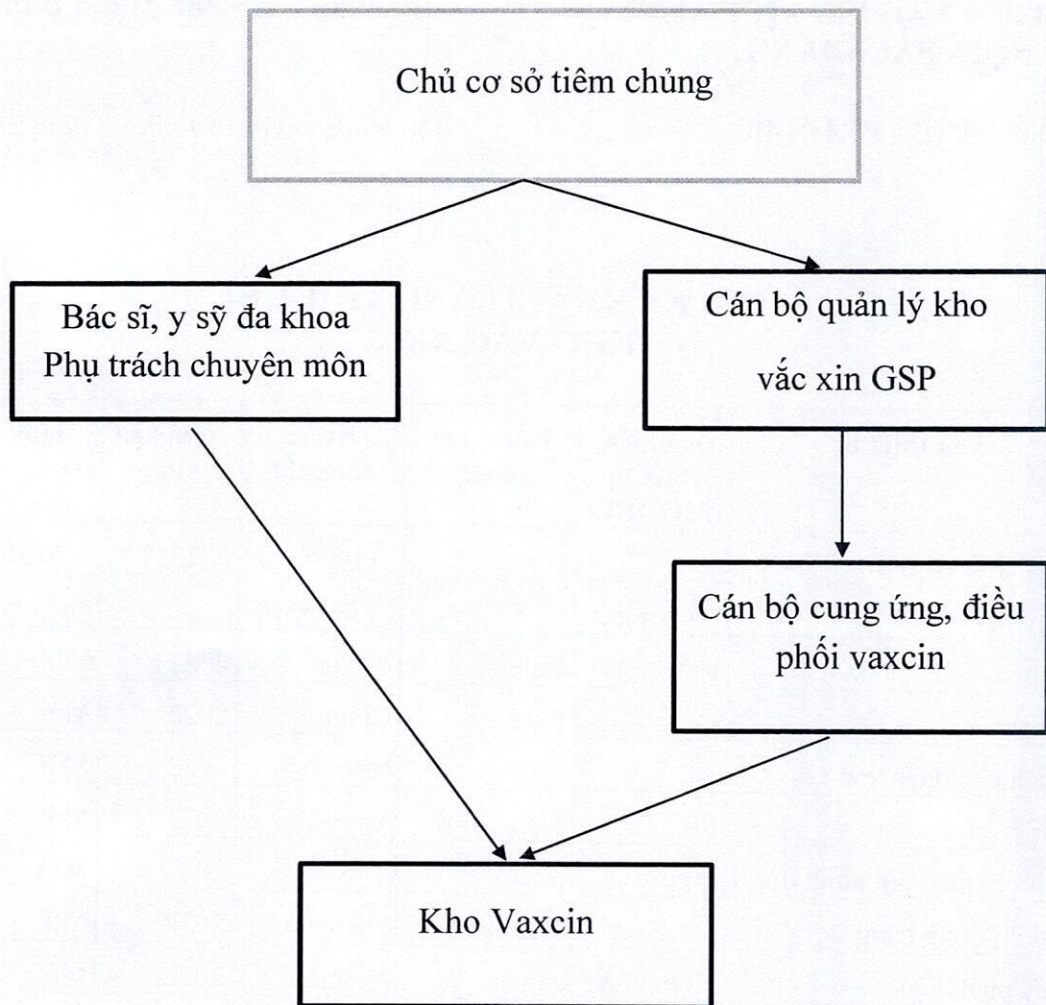 Chủ cơ sở tiêm chủng
Bác sĩ, y sỹ đa khoa
Phụ trách chuyên môn
Cán bộ quản lý kho
vắc xin GSP
Cán bộ cung ứng, điều
phối vaxcin
Kho Vaxcin